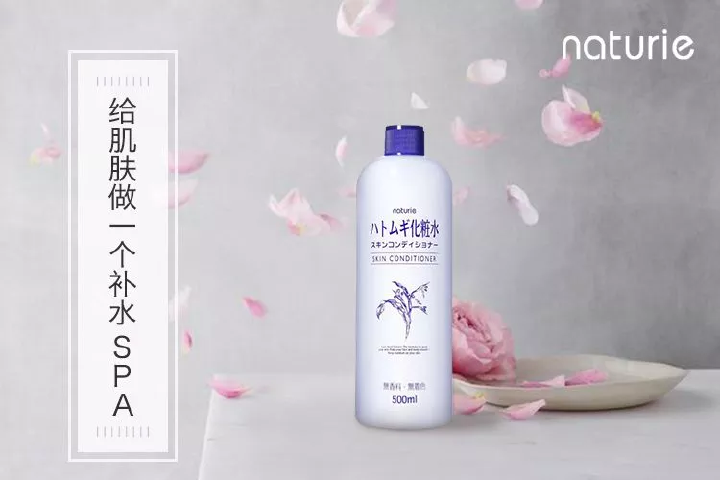 给肌肤做一个补水SPA
naturie
naturie
ハトムギ化粧水
スキンコンディショナー
SKIN CONDITIONER
無香料・無着色
500ml